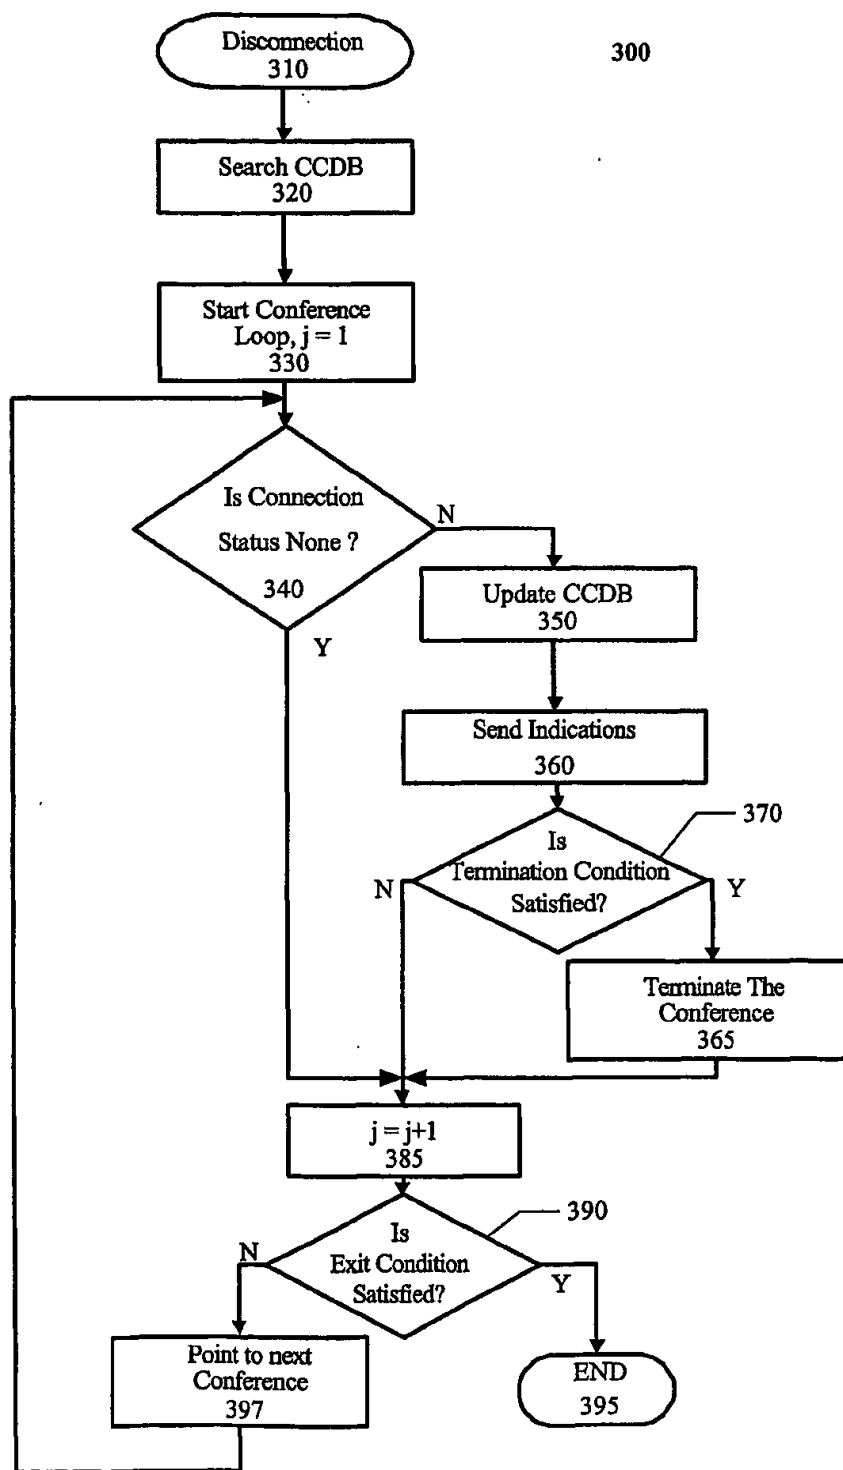 Disconnection
310
300
Search CCDB
320
Start Conference
Loop, j = 1
330
Is Connection
Status None ?
340
N
Y
Update CCDB
350
Send Indications
360
370
Is
Termination Condition
Satisfied?
N
Y
Terminate The
Conference
365
j = j+1
385
390
Is
Exit Condition
Satisfied?
N
Y
Point to next
Conference
397
END
395